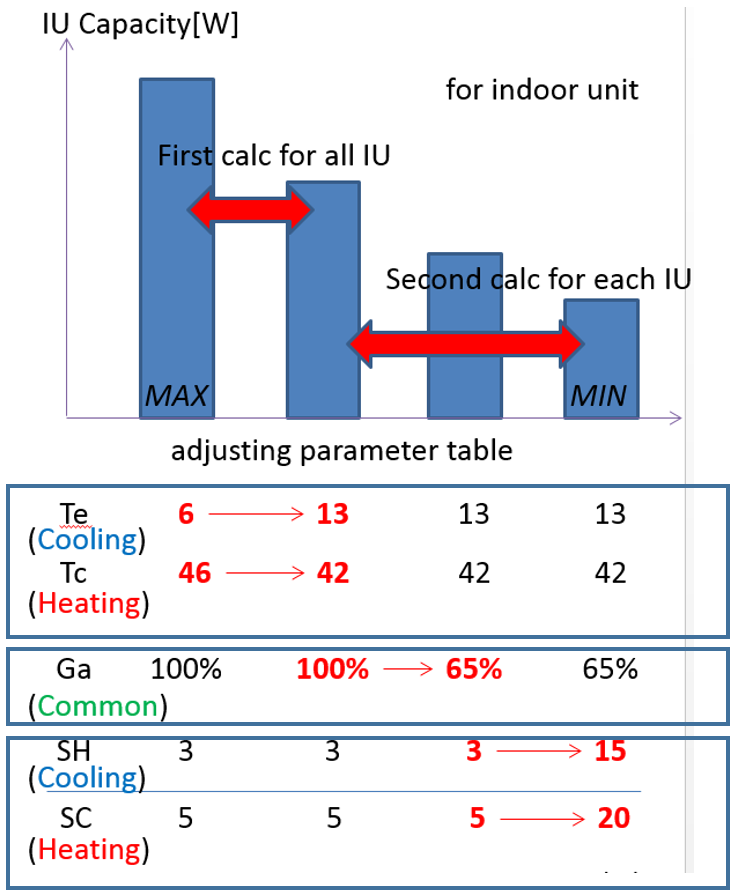 IU Capacity[W]
for indoor unit
First calc for all IU
Second calc for each IU
MAX
MIN
adjusting parameter table
Te 6 13 13 13
(Cooling)
Tc 46 42 42 42
(Heating)
Ga 100% 100% 65% 65%
(Common)
SH 3 3 3 15
(Cooling)
SC 5 5 5 20
(Heating)